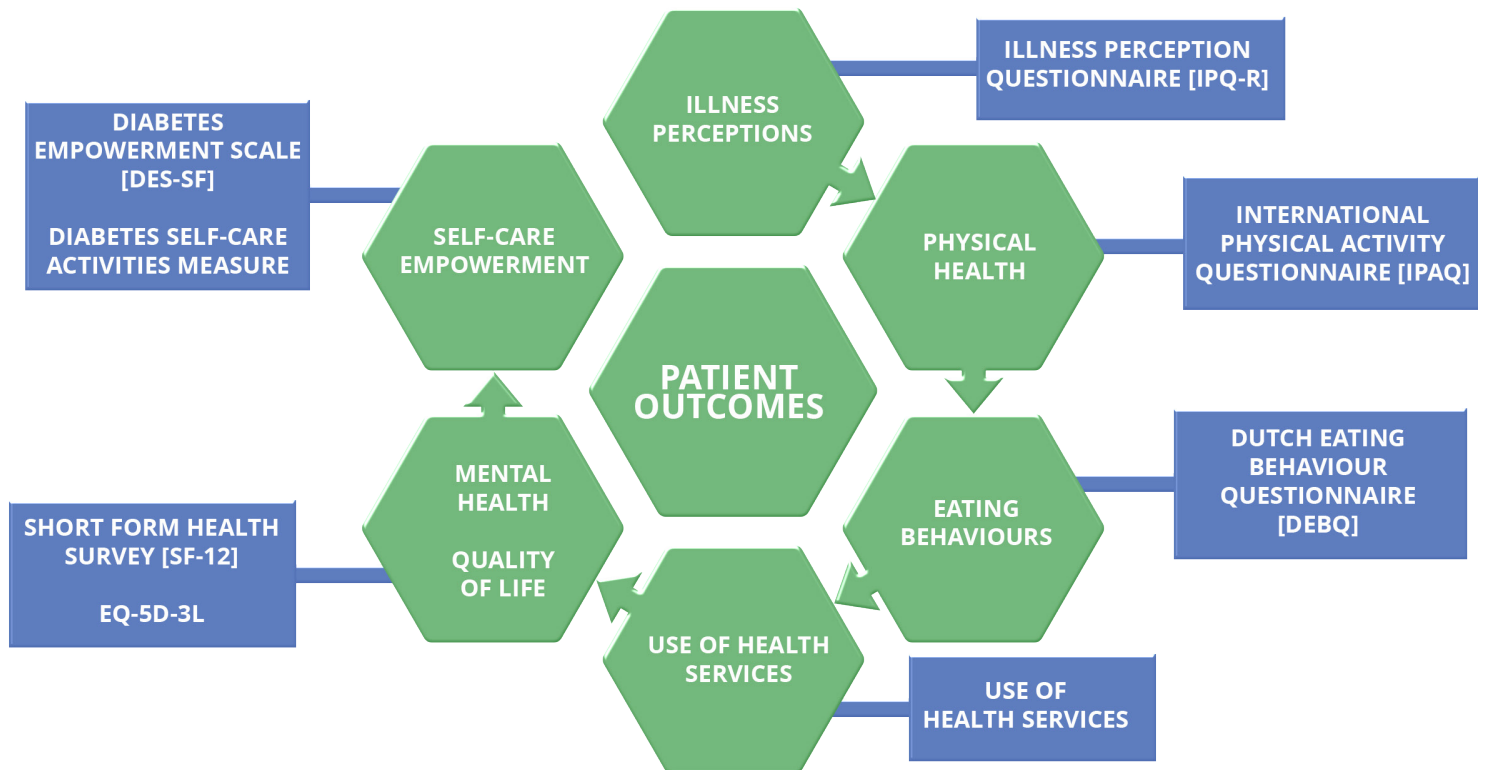 ILLNESS
PERCEPTIONS
ILLNESS PERCEPTION
QUESTIONNAIRE [IPQ-R]
PHYSICAL
HEALTH
INTERNATIONAL
PHYSICAL ACTIVITY
QUESTIONNAIRE [IPAQ]
EATING
BEHAVIOURS
DUTCH EATING
BEHAVIOUR
QUESTIONNAIRE
[DEBQ]
USE OF HEALTH
SERVICES
USE OF
HEALTH SERVICES
MENTAL
HEALTH
QUALITY
OF LIFE
SHORT FORM HEALTH
SURVEY [SF-12]
EQ-5D-3L
SELF-CARE
EMPOWERMENT
DIABETES
EMPOWERMENT SCALE
[DES-SF]
DIABETES SELF-CARE
ACTIVITIES MEASURE
PATIENT
OUTCOMES